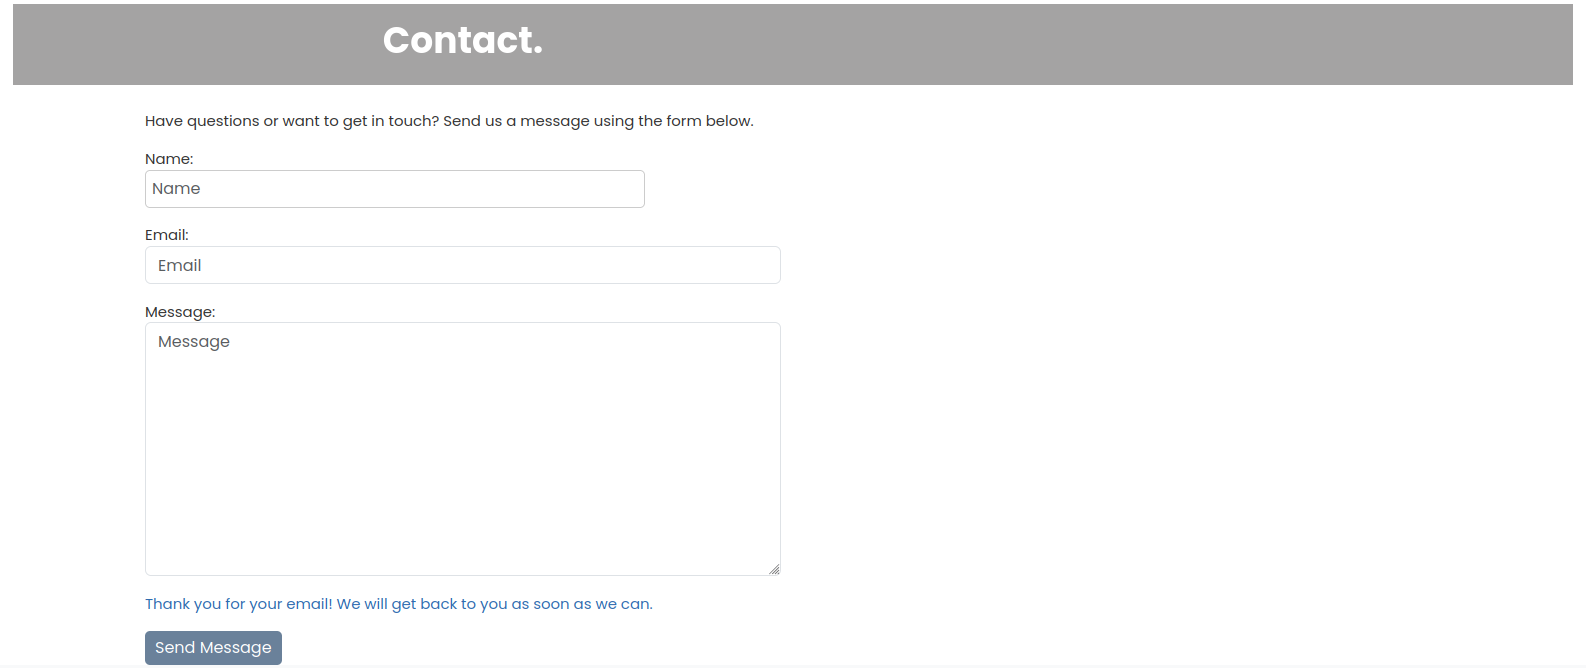 Contact.
Have questions or want to get in touch? Send us a message using the form below.
Name:
Name
Email:
Email
Message:
Message
Thank you for your email! We will get back to you as soon as we can.
Send Message